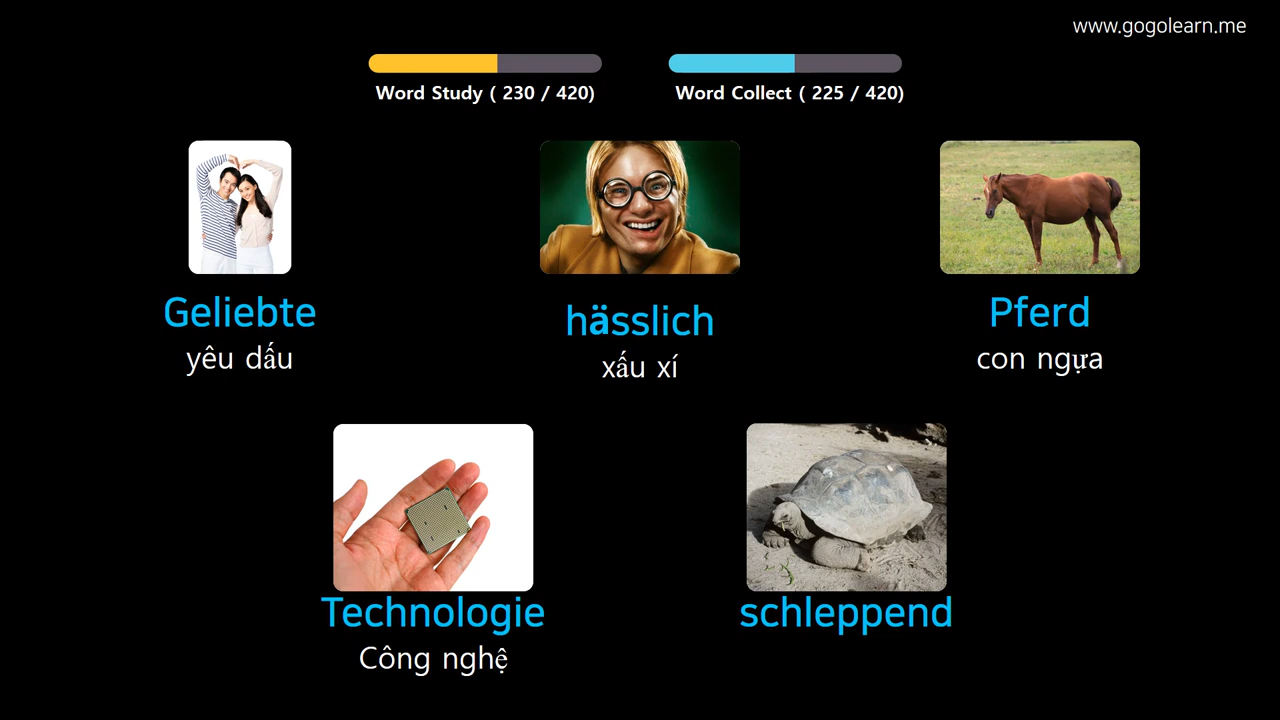 www.gogolearn.me
Word Study ( 230 / 420)
Word Collect ( 225 / 420)
Geliebte
yêu dấu
hässlich
xấu xí
Pferd
con ngựa
Technologie
Công nghệ
schleppend